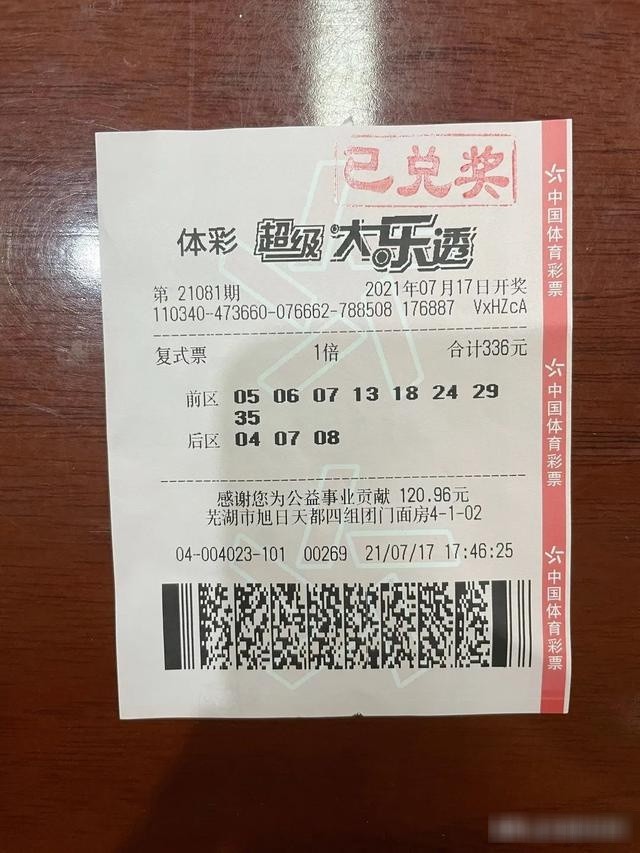 已兑奖
体彩 超级大乐透
第 21081期 2021年07月17日开奖
110340-473660-076662-788508 176887 VxHZcA
复式票 1倍 合计336元
前区 05 06 07 13 18 24 29
35
后区 04 07 08
感谢您为公益事业贡献 120.96元
芜湖市旭日天都四组团门面房4-1-02
04-004023-101 00269 21/07/17 17:46:25
中国体育彩票
中国体育彩票
中国体育彩票